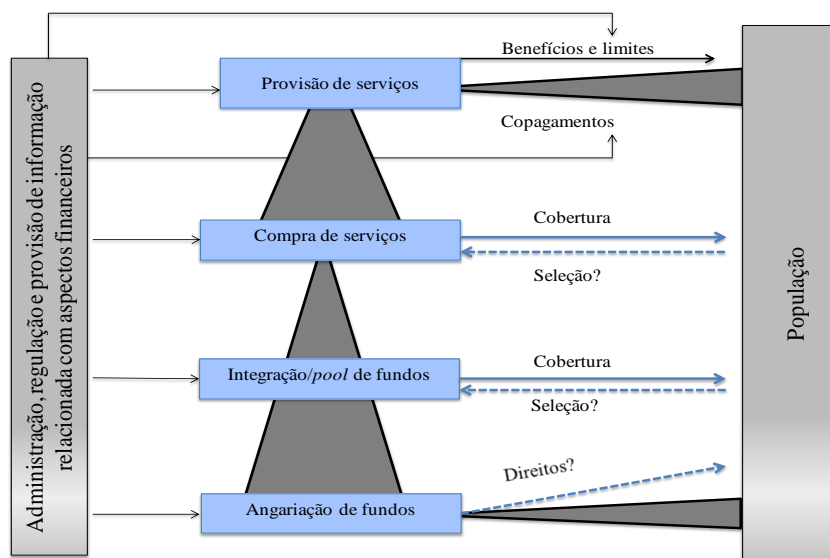 Administração, regulação e provisão de informação
relacionada com aspectos financeiros
Benefícios e limites
Provisão de serviços
Copagamentos
Compra de serviços
Cobertura
Seleção?
Integração/pool de fundos
Cobertura
Seleção?
Direitos?
Angariação de fundos
População